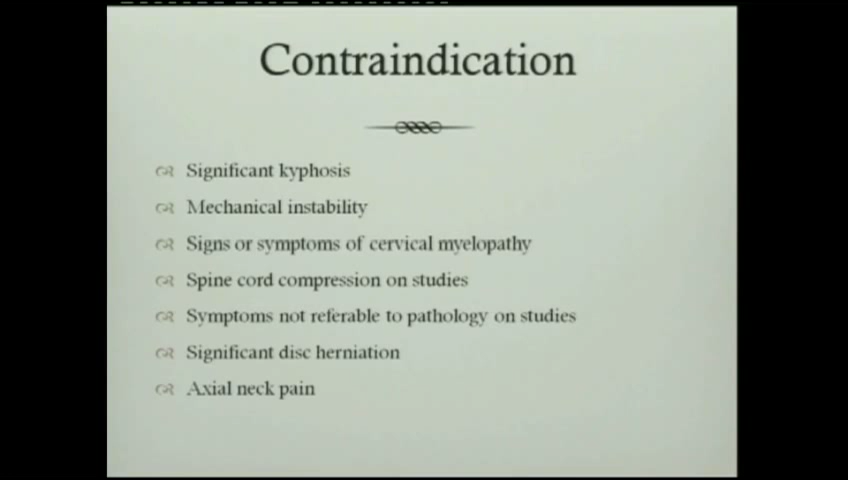 Contraindication
Significant kyphosis
Mechanical instability
Signs or symptoms of cervical myelopathy
Spine cord compression on studies
Symptoms not referable to pathology on studies
Significant disc herniation
Axial neck pain